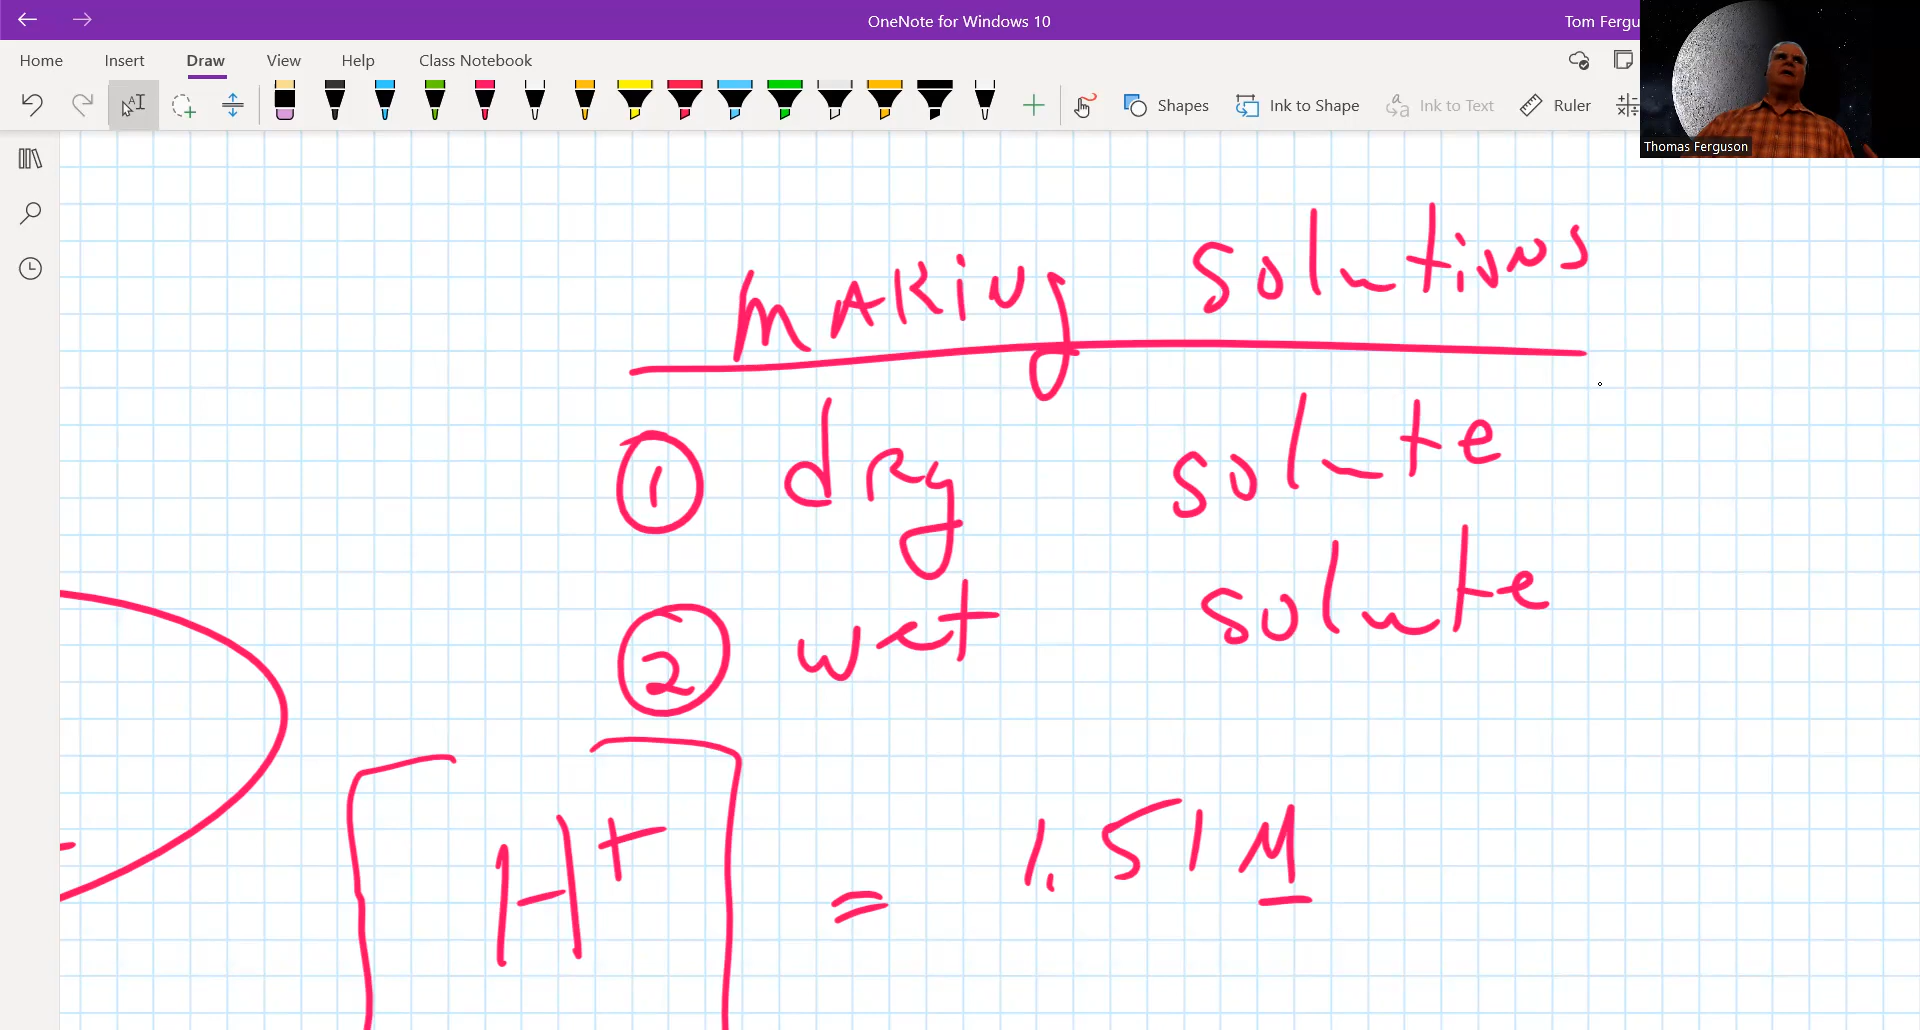 OneNote for Windows 10
Tom Fergu
Home Insert Draw View Help Class Notebook
Shapes Ink to Shape Ink to Text Ruler
Thomas Ferguson
MAKING solutions
① dry solute
② wet solute
[H+] = 1.51 M